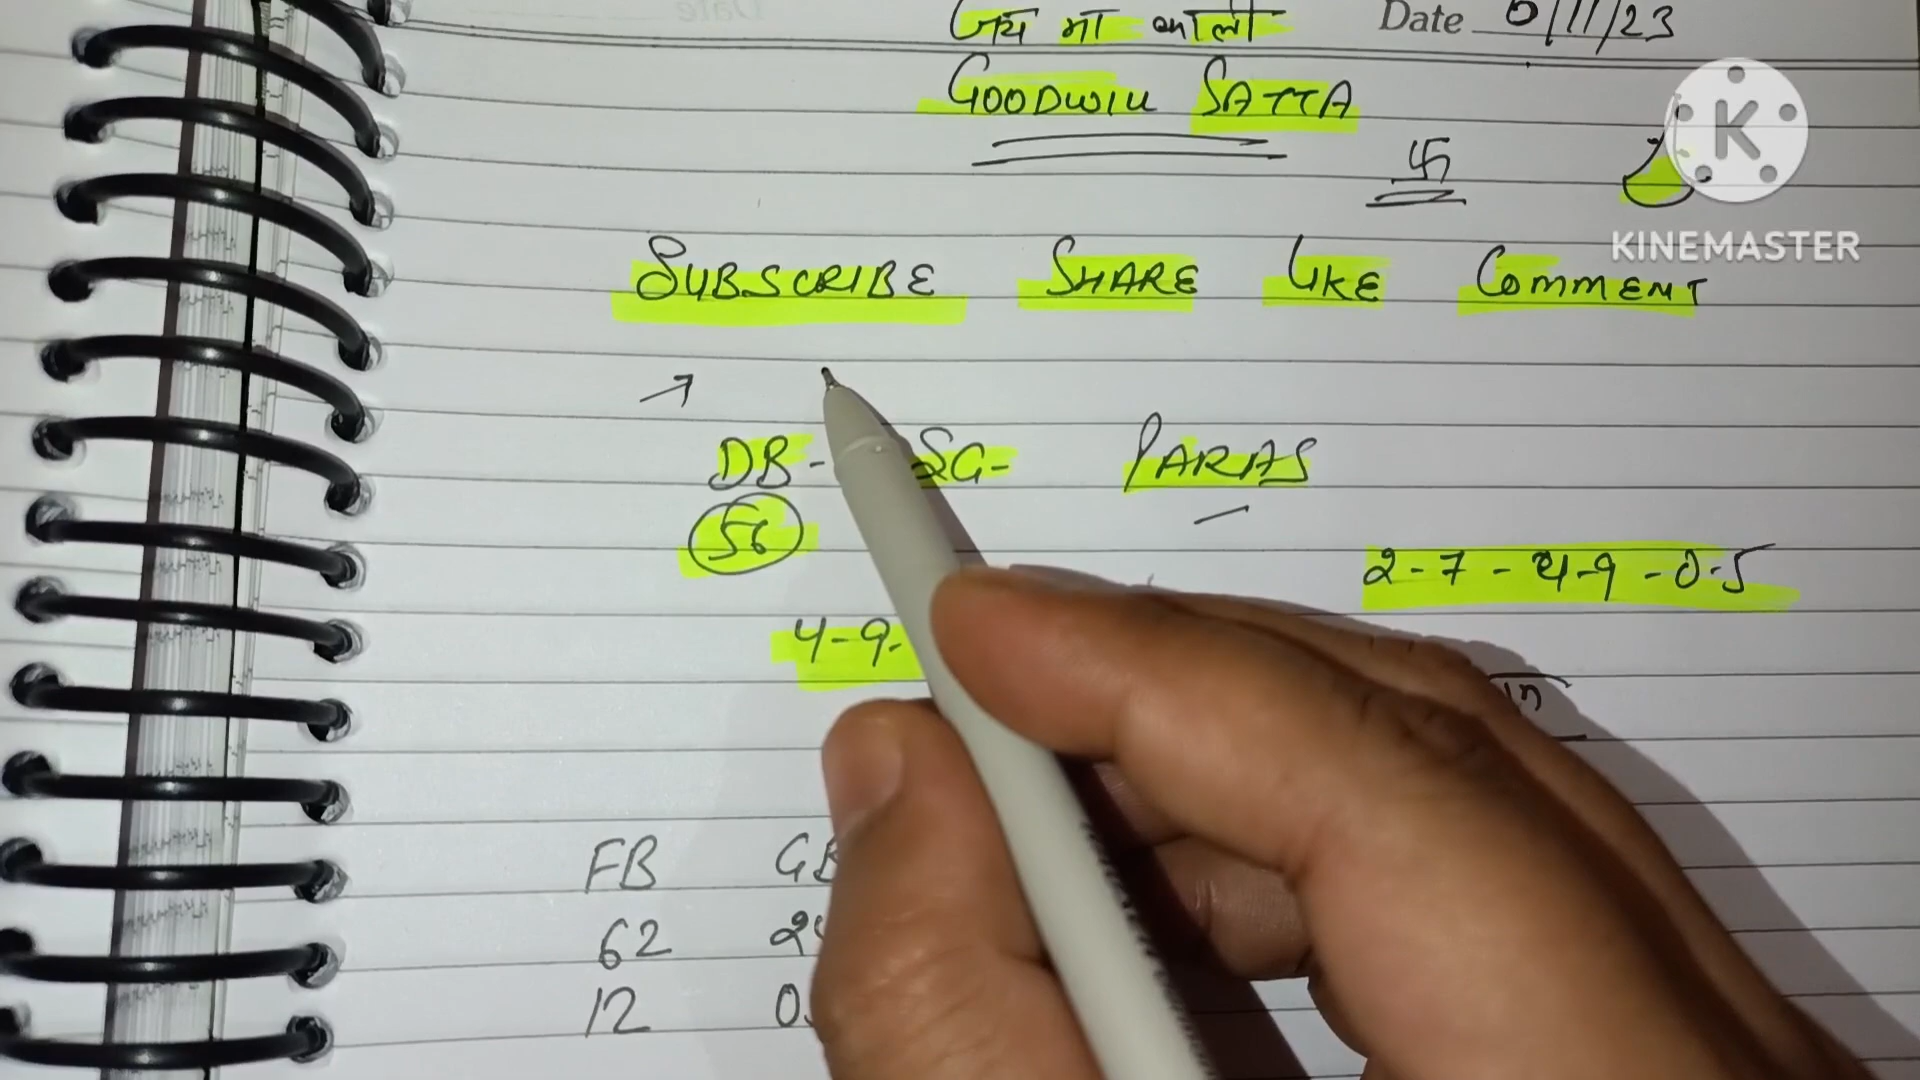 जय माँ काली Date 6/11/23
GOODWILL SATTA
卐
KINEMASTER
SUBSCRIBE SHARE LIKE COMMENT
DB- SG- PARAS
56
2-7-4-9-0-5
4-9-
FB
62
12